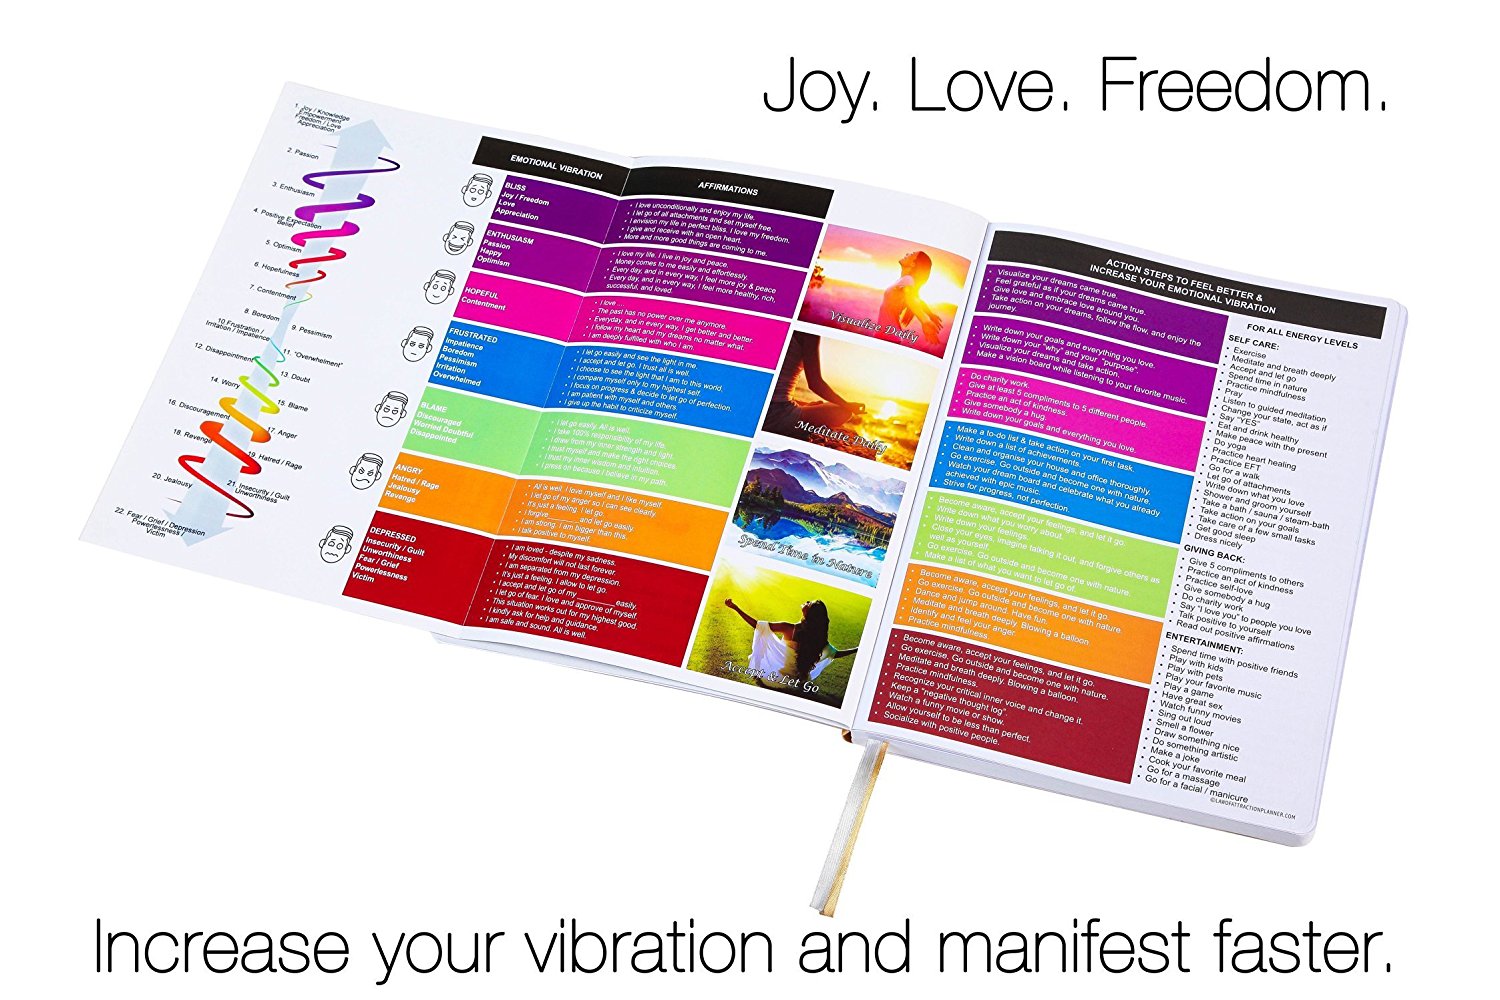 Joy. Love. Freedom.
1. Joy / Knowledge
Empowerment
Freedom / Love
Appreciation
2. Passion
3. Enthusiasm
4. Positive Expectation
Belief
5. Optimism
6. Hopefulness
7. Contentment
8. Boredom
9. Pessimism
10. Frustration /
Irritation / Impatience
11. "Overwhelment"
12. Disappointment
13. Doubt
14. Worry
15. Blame
16. Discouragement
17. Anger
18. Revenge
19. Hatred / Rage
20. Jealousy
21. Insecurity / Guilt
Unworthiness
22. Fear / Grief / Depression
Powerlessness /
Victim
EMOTIONAL VIBRATION
BLISS
Joy / Freedom
Love
Appreciation
ENTHUSIASM
Passion
Happy
Optimism
HOPEFUL
Contentment
FRUSTRATED
Impatience
Boredom
Pessimism
Irritation
Overwhelmed
BLAME
Discouraged
Worried / Doubtful
Disappointed
ANGRY
Hatred / Rage
Jealousy
Revenge
DEPRESSED
Insecurity / Guilt
Unworthiness
Fear / Grief
Powerlessness
Victim
AFFIRMATIONS
• I love unconditionally and enjoy my life.
• I let go of all attachments and set myself free.
• I envision my life in perfect bliss. I love my freedom.
• I give and receive with an open heart.
• More and more good things are coming to me.
• I love my life. I live in joy and peace.
• Money comes to me easily and effortlessly.
• Every day, and in every way, I feel more joy & peace
• Every day, and in every way, I feel more healthy, rich,
successful, and loved.
• I love ...
• The past has no power over me anymore.
• Everyday, and in every way, I get better and better.
• I follow my heart and my dreams no matter what.
• I am deeply fulfilled with who I am.
• I let go easily and see the light in me.
• I accept and let go. I trust all is well.
• I choose to see the light that I am to this world.
• I compare myself only to my highest self.
• I focus on progress & decide to let go of perfection.
• I am patient with myself and others.
• I give up the habit to criticize myself.
• I let go easily. All is well.
• I take 100% responsibility of my life.
• I draw from my inner strength and light.
• I trust myself and make the right choices.
• I trust my inner wisdom and intuition.
• I press on because I believe in my path.
• All is well. I love myself and I like myself.
• I let go of my anger so I can see clearly.
• It's just a feeling. I let go.
• I forgive ________ and let go easily.
• I am strong. I am bigger than this.
• I talk positive to myself.
• I am loved - despite my sadness.
• My discomfort will not last forever.
• I am separated from my depression.
• It's just a feeling. I allow to let go.
• I accept and let go of my ________ easily.
• I let go of fear. I love and approve of myself.
• This situation works out for my highest good.
• I kindly ask for help and guidance.
• I am safe and sound. All is well.
Visualize Daily
Meditate Daily
Spend Time in Nature
Accept & Let Go
ACTION STEPS TO FEEL BETTER &
INCREASE YOUR EMOTIONAL VIBRATION
• Visualize your dreams came true.
• Feel grateful as if your dreams came true.
• Give love and embrace love around you.
• Take action on your dreams, follow the flow, and enjoy the
journey.
• Write down your goals and everything you love.
• Write down your "why" and your "purpose".
• Visualize your dreams and take action.
• Make a vision board while listening to your favorite music.
• Do charity work.
• Give at least 5 compliments to 5 different people.
• Practice an act of kindness.
• Give somebody a hug.
• Write down your goals and everything you love.
• Make a to-do list & take action on your first task.
• Write down a list of achievements.
• Clean and organise your house and office thoroughly.
• Go exercise. Go outside and become one with nature.
• Watch your dream board and celebrate what you already
achieved with epic music.
• Strive for progress, not perfection.
• Become aware, accept your feelings, and let it go.
• Write down what you worry about.
• Write down your feelings.
• Close your eyes, imagine talking it out, and forgive others as
well as yourself.
• Go exercise. Go outside and become one with nature.
• Make a list of what you want to let go of.
• Become aware, accept your feelings, and let it go.
• Go exercise. Go outside and become one with nature.
• Dance and jump around. Have fun.
• Meditate and breath deeply. Blowing a balloon.
• Identify and feel your anger.
• Practice mindfulness.
• Become aware, accept your feelings, and let it go.
• Go exercise. Go outside and become one with nature.
• Meditate and breath deeply. Blowing a balloon.
• Practice mindfulness.
• Recognize your critical inner voice and change it.
• Keep a "negative thought log".
• Watch a funny movie or show.
• Allow yourself to be less than perfect.
• Socialize with positive people.
FOR ALL ENERGY LEVELS
SELF CARE:
• Exercise
• Meditate and breath deeply
• Accept and let go
• Spend time in nature
• Practice mindfulness
• Pray
• Listen to guided meditation
• Change your state, act as if
• Say "YES"
• Eat and drink healthy
• Make peace with the present
• Do yoga
• Practice heart healing
• Practice EFT
• Go for a walk
• Let go of attachments
• Write down what you love
• Shower and groom yourself
• Take a bath / sauna / steam-bath
• Take action on your goals
• Take care of a few small tasks
• Get good sleep
• Dress nicely
GIVING BACK:
• Give 5 compliments to others
• Practice an act of kindness
• Practice self-love
• Give somebody a hug
• Do charity work
• Say "I love you" to people you love
• Talk positive to yourself
• Read out positive affirmations
ENTERTAINMENT:
• Spend time with positive friends
• Play with kids
• Play with pets
• Play your favorite music
• Play a game
• Have great sex
• Watch funny movies
• Sing out loud
• Smell a flower
• Draw something nice
• Do something artistic
• Make a joke
• Cook your favorite meal
• Go for a massage
• Go for a facial / manicure
©LAWOFATTRACTIONPLANNER.COM
Increase your vibration and manifest faster.